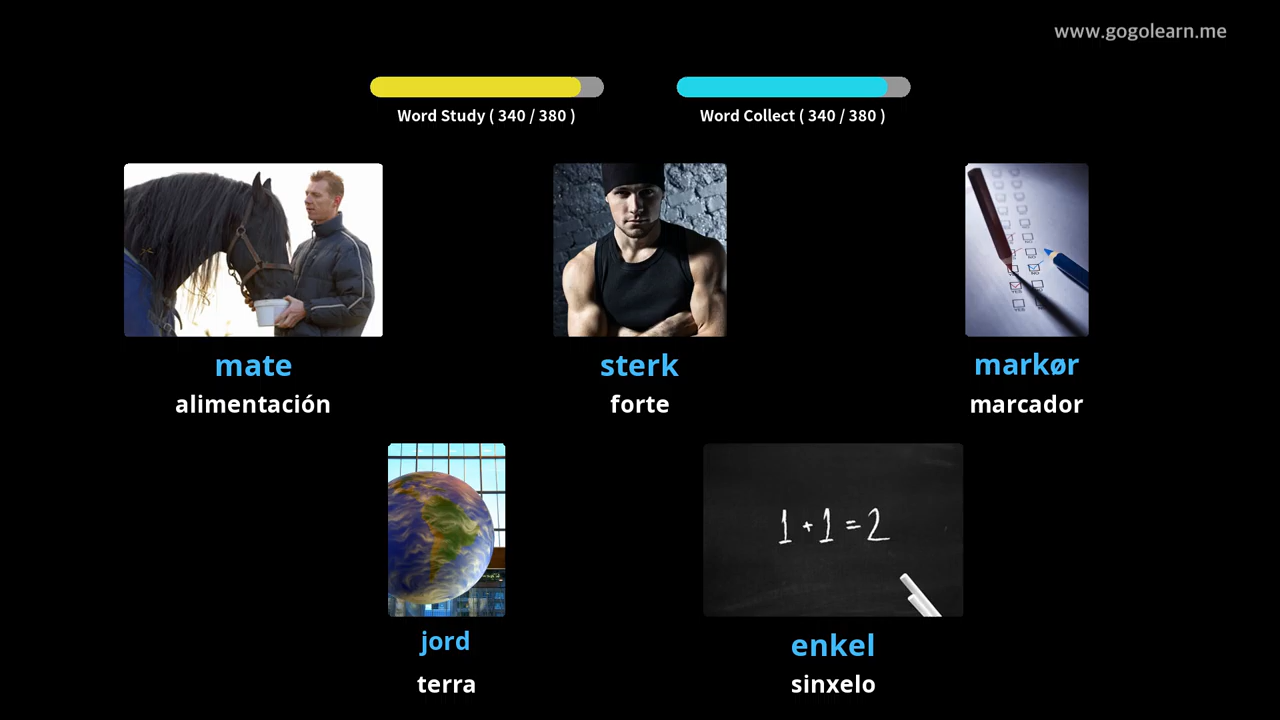 www.gogolearn.me
Word Study ( 340 / 380 )
Word Collect ( 340 / 380 )
mate
alimentación
sterk
forte
markør
marcador
jord
terra
1 + 1 = 2
enkel
sinxelo